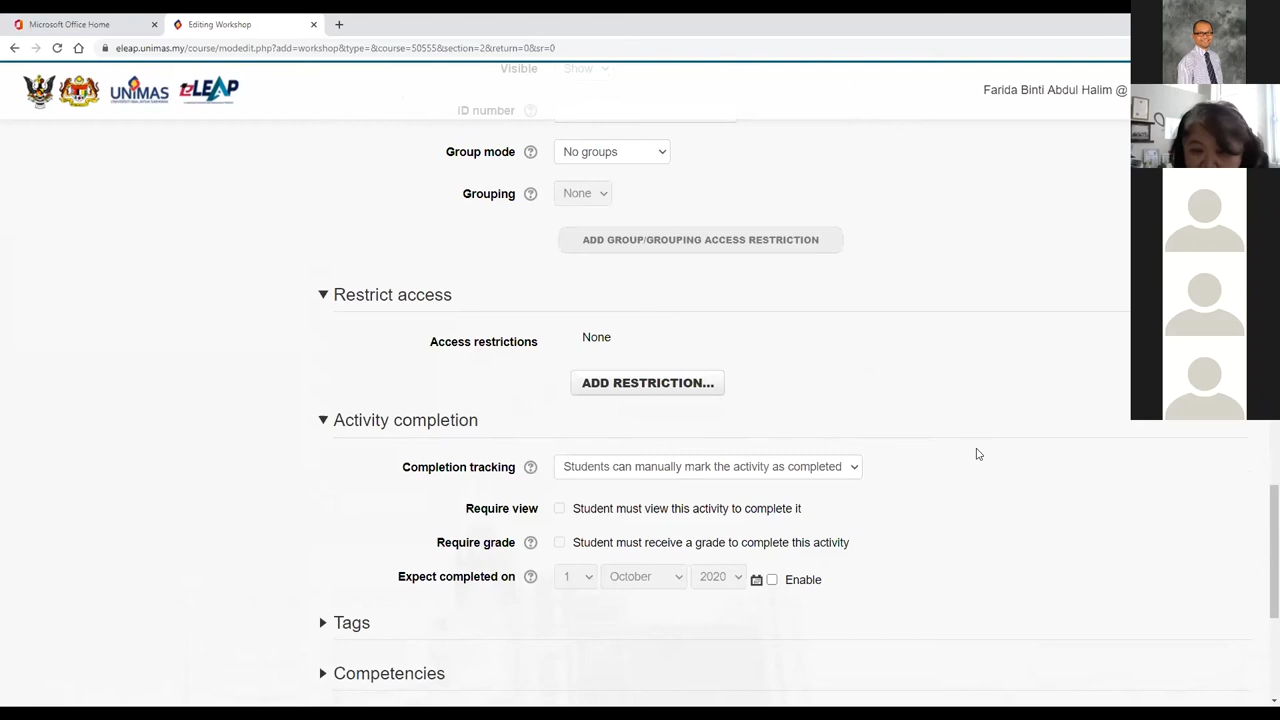 Microsoft Office Home
Editing Workshop
eleap.unimas.my/course/modedit.php?add=workshop&type=&course=50555&section=2&return=0&sr=0
UNIMAS eLEAP
Farida Binti Abdul Halim @
Visible Show
ID number
Group mode No groups
Grouping None
ADD GROUP/GROUPING ACCESS RESTRICTION
Restrict access
Access restrictions None
ADD RESTRICTION...
Activity completion
Completion tracking Students can manually mark the activity as completed
Require view Student must view this activity to complete it
Require grade Student must receive a grade to complete this activity
Expect completed on 1 October 2020 Enable
Tags
Competencies